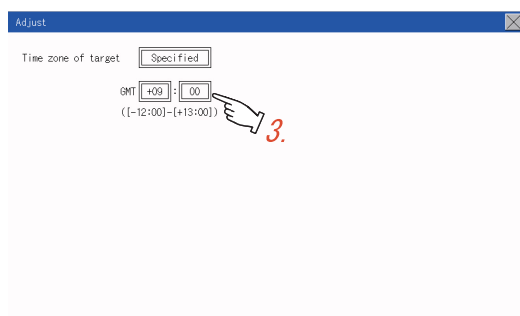 Adjust
Time zone of target Specified
GMT +09 : 00
([-12:00]-[+13:00])
3.